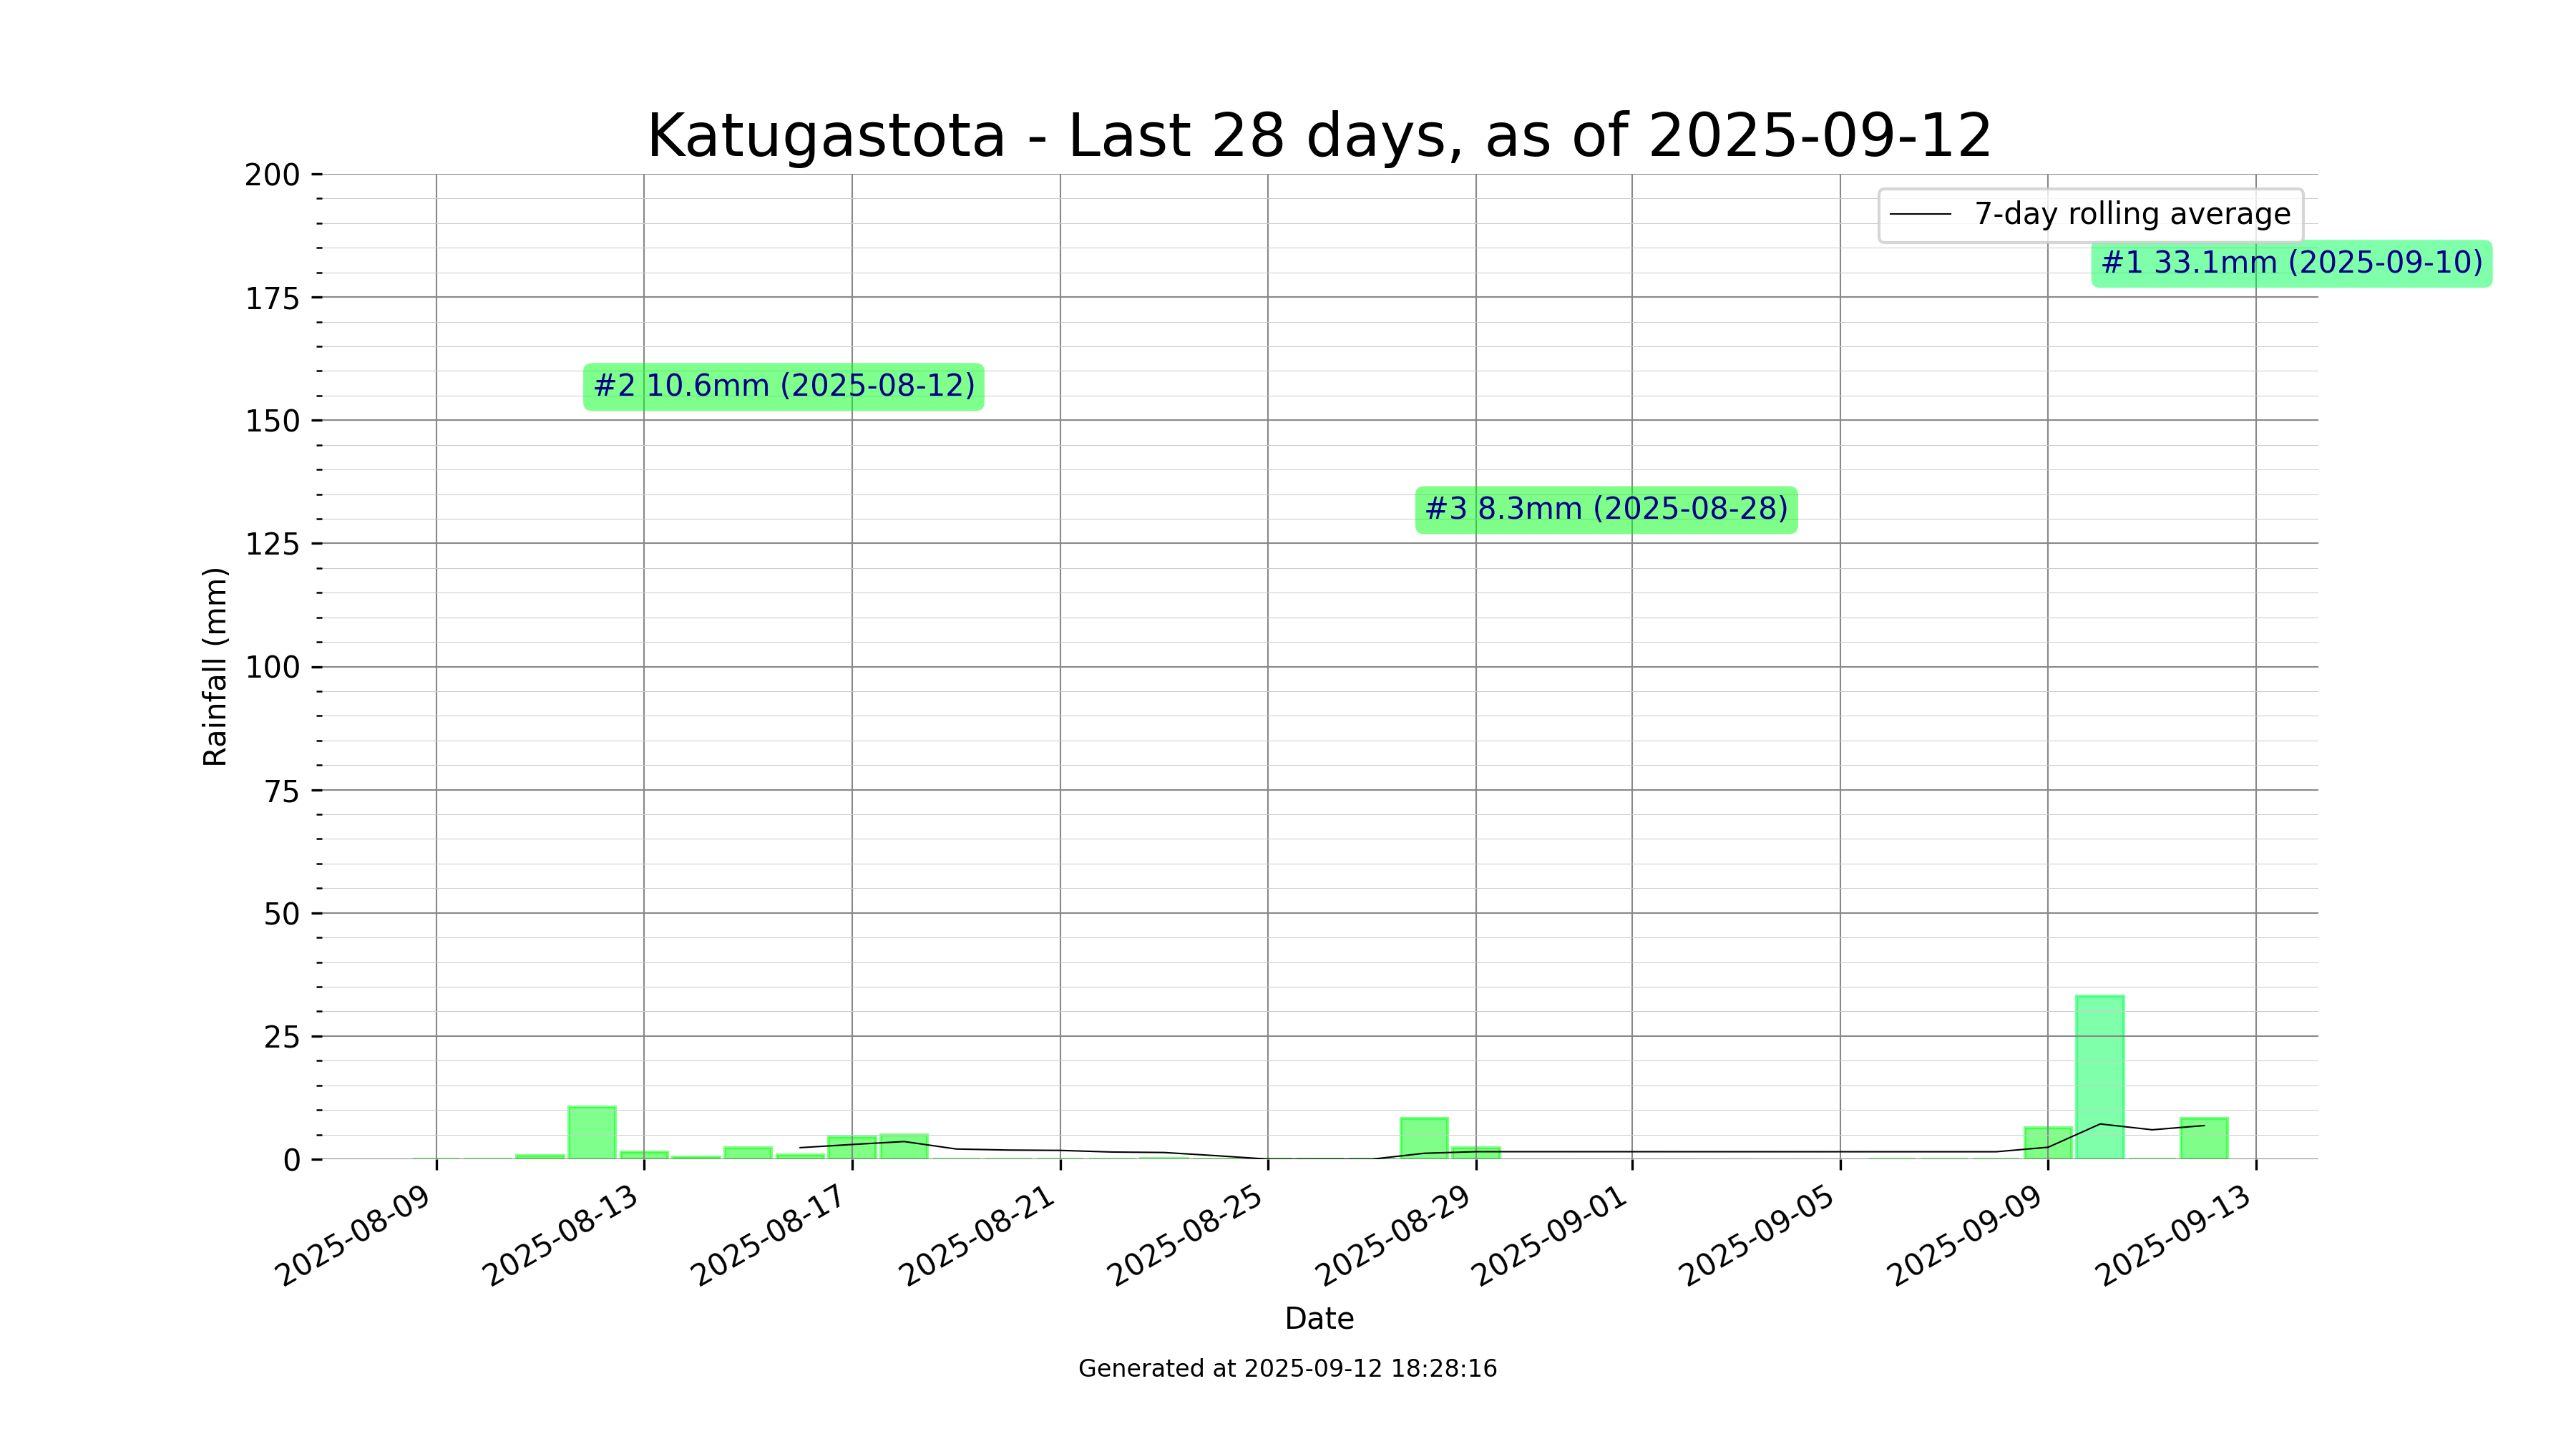 Katugastota - Last 28 days, as of 2025-09-12
7-day rolling average
#1 33.1mm (2025-09-10)
#2 10.6mm (2025-08-12)
#3 8.3mm (2025-08-28)
200
175
150
125
100
75
50
25
0
Rainfall (mm)
2025-08-09
2025-08-13
2025-08-17
2025-08-21
2025-08-25
2025-08-29
2025-09-01
2025-09-05
2025-09-09
2025-09-13
Date
Generated at 2025-09-12 18:28:16